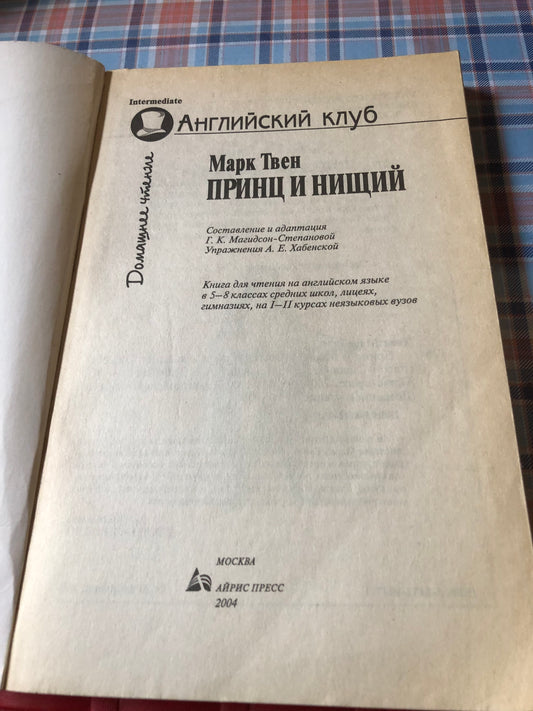 Intermediate
Английский клуб
Домашнее чтение
Марк Твен
ПРИНЦ И НИЩИЙ
Составление и адаптация
Г. К. Магидсон-Степановой
Упражнения А. Е. Хабенской
Книга для чтения на английском языке
в 5—8 классах средних школ, лицеях,
гимназиях, на I—II курсах неязыковых вузов
МОСКВА
АЙРИС ПРЕСС
2004